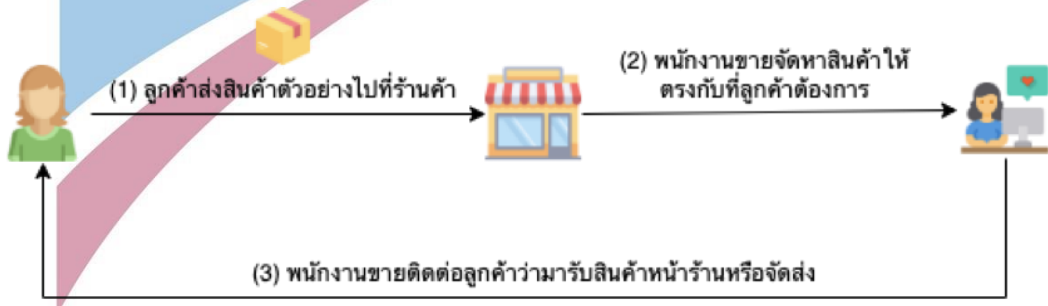 (1) ลูกค้าส่งสินค้าตัวอย่างไปที่ร้านค้า
(2) พนักงานขายจัดหาสินค้าให้
ตรงกับที่ลูกค้าต้องการ
(3) พนักงานขายติดต่อลูกค้าว่ามารับสินค้าหน้าร้านหรือจัดส่ง